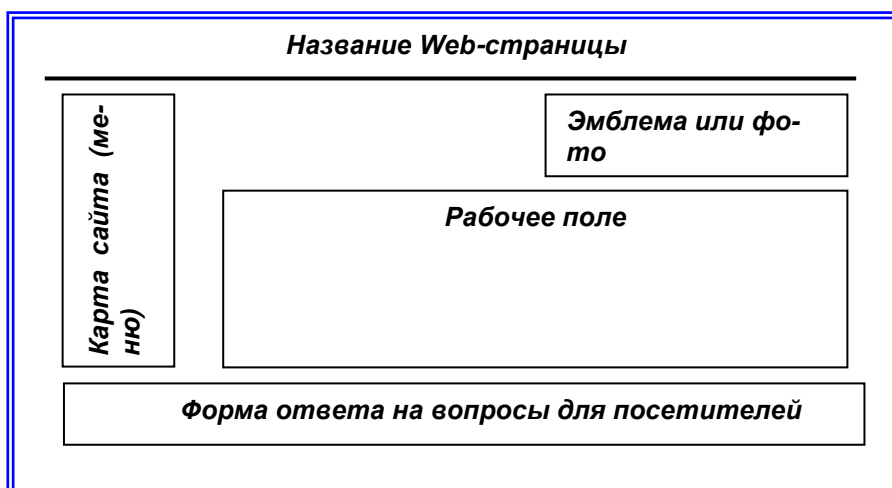 Название Web-страницы
Карта сайта (ме-
ню)
Эмблема или фо-
то
Рабочее поле
Форма ответа на вопросы для посетителей